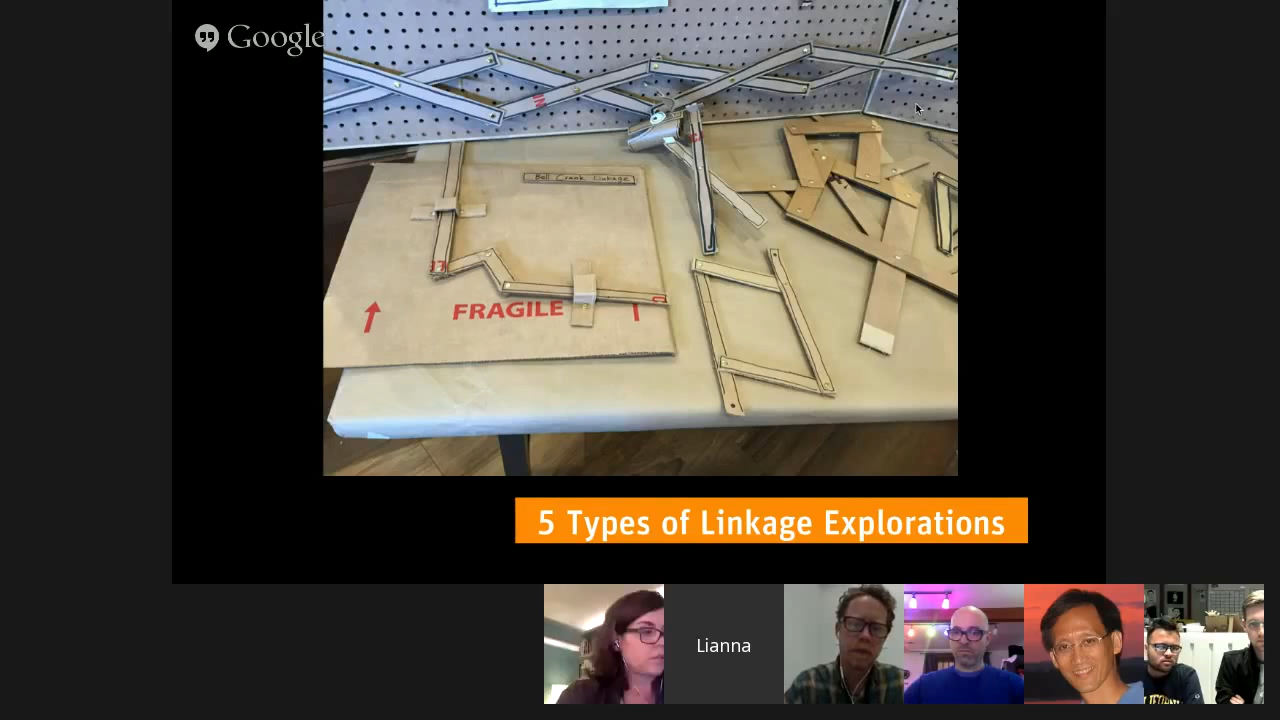 Google
Bell Crank Linkage
FRAGILE
5 Types of Linkage Explorations
Lianna